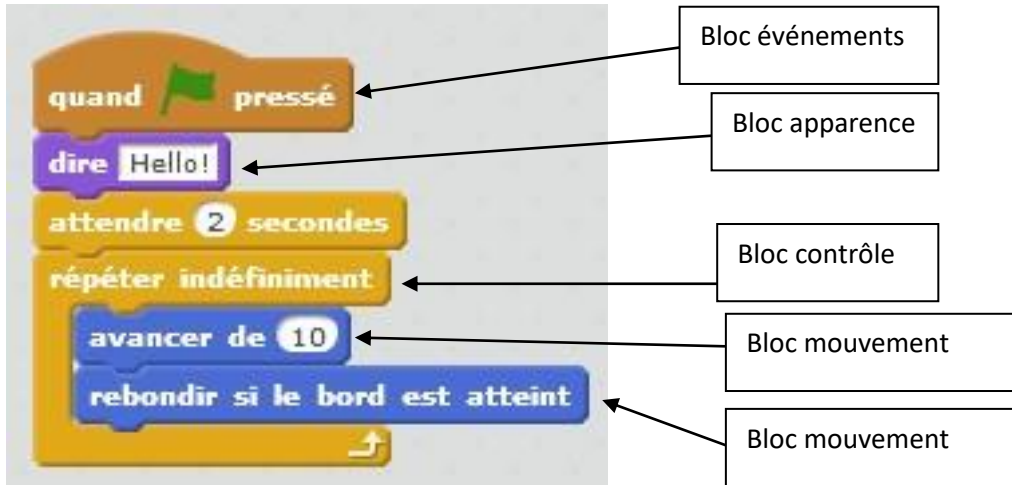 Bloc événements
quand pressé
Bloc apparence
dire Hello!
attendre 2 secondes
Bloc contrôle
répéter indéfiniment
avancer de 10
Bloc mouvement
rebondir si le bord est atteint
Bloc mouvement